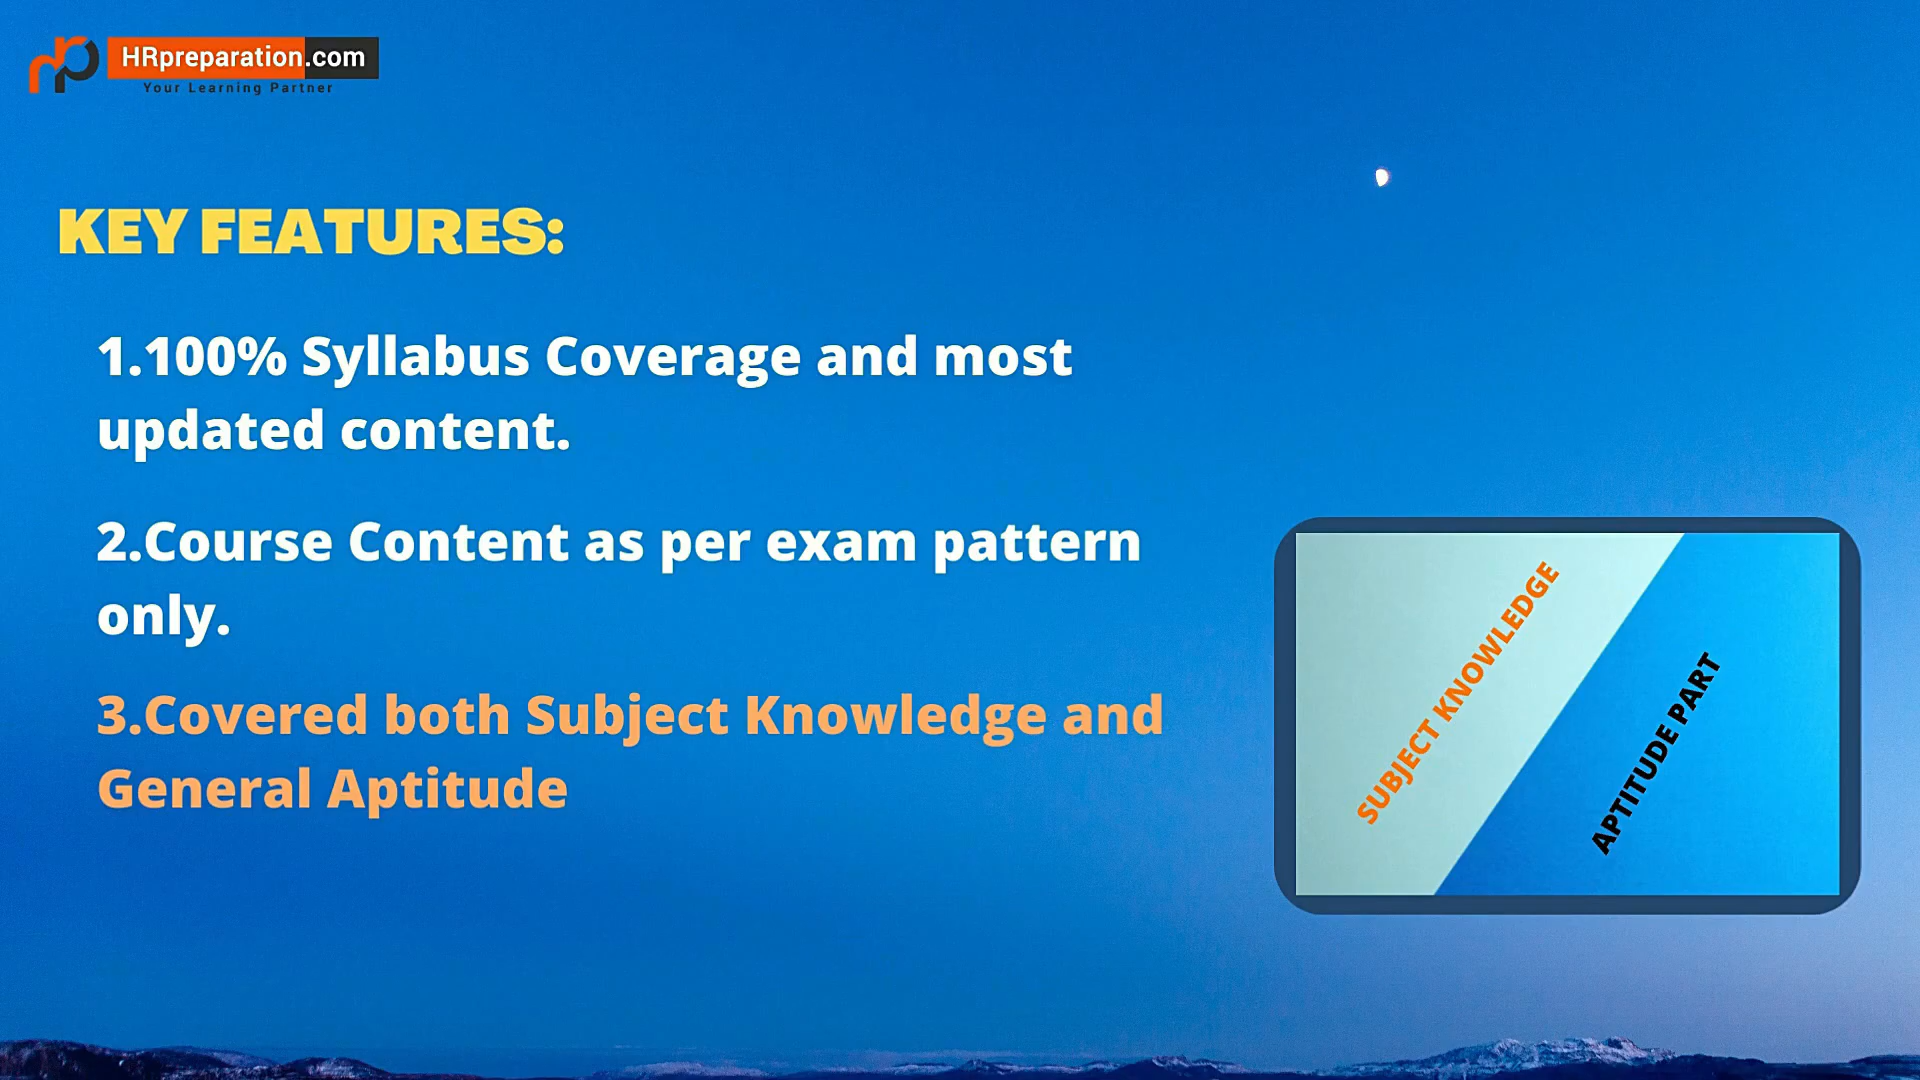 HRpreparation.com
Your Learning Partner
KEY FEATURES:
1.100% Syllabus Coverage and most
updated content.
2.Course Content as per exam pattern
only.
3.Covered both Subject Knowledge and
General Aptitude
SUBJECT KNOWLEDGE
APTITUDE PART